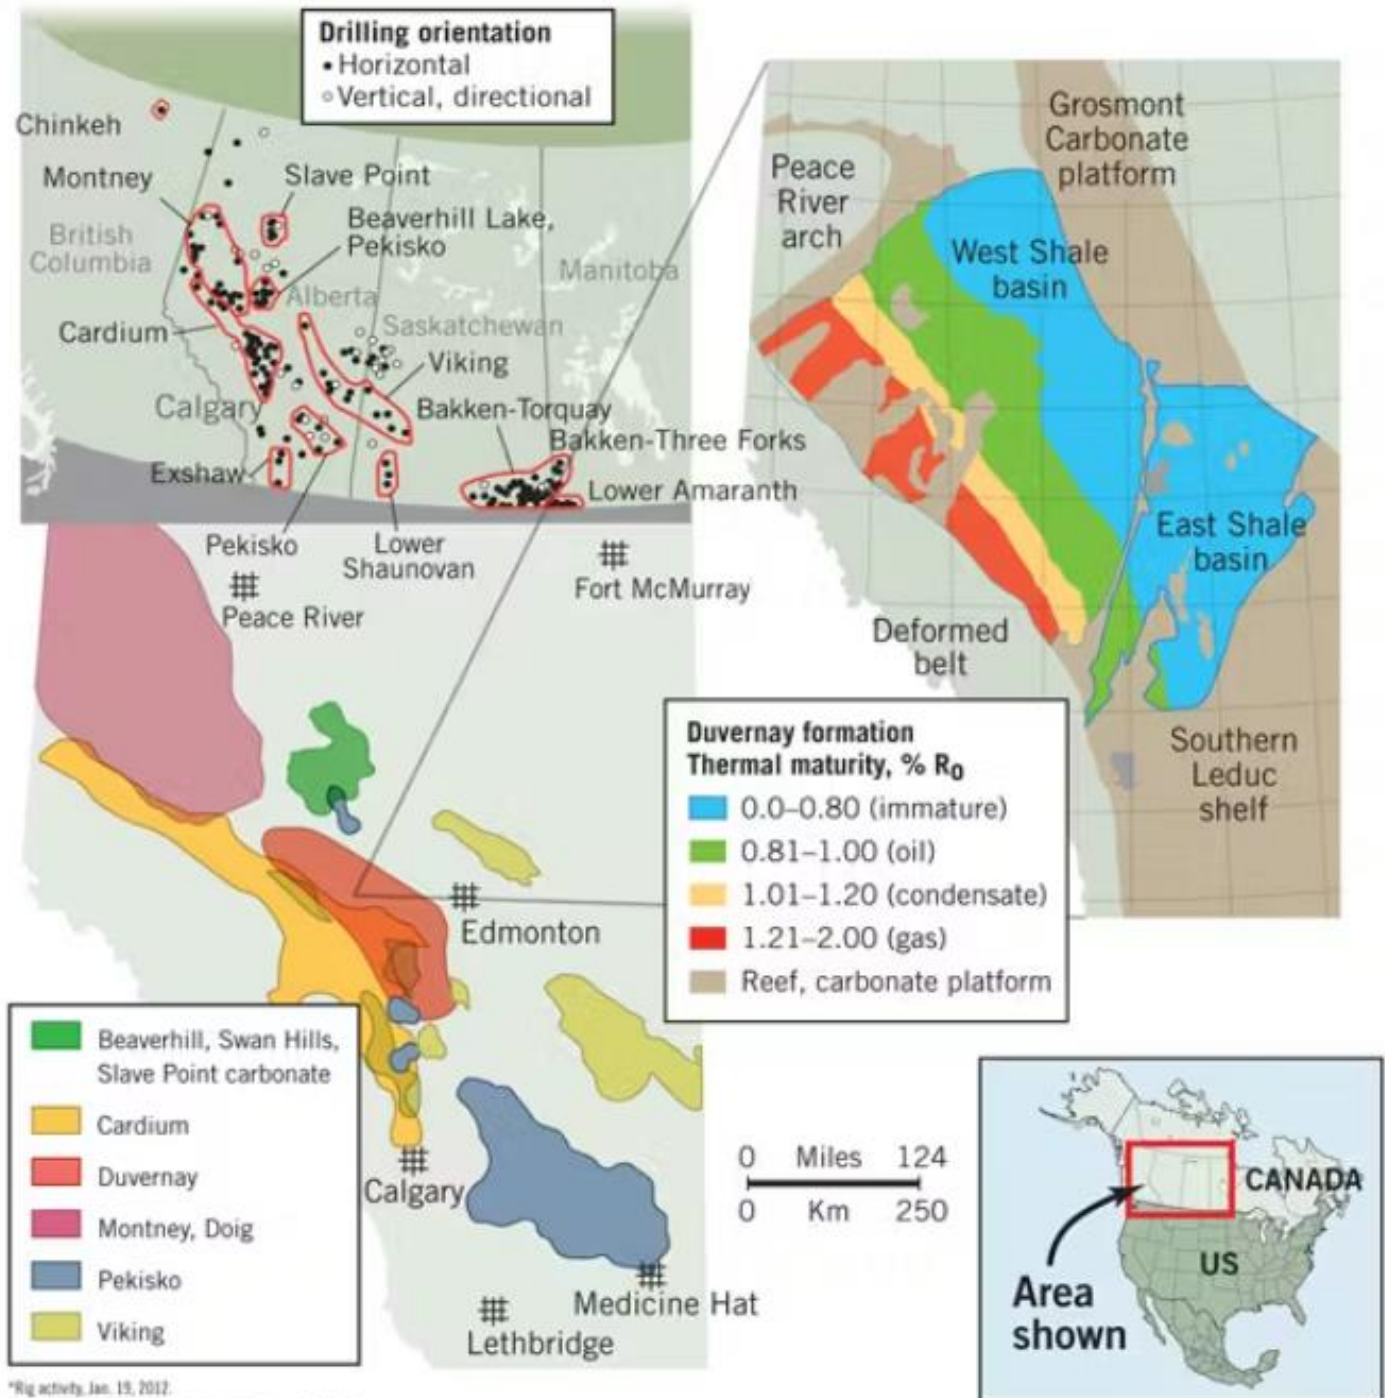 Drilling orientation
• Horizontal
○ Vertical, directional
Chinkeh
Montney
Slave Point
British
Columbia
Beaverhill Lake,
Pekisko
Manitoba
Alberta
Cardium
Saskatchewan
Viking
Calgary
Bakken-Torquay
Bakken-Three Forks
Exshaw
Lower Amaranth
Pekisko
Lower
Shaunovan
Grosmont
Carbonate
platform
Peace
River
arch
West Shale
basin
East Shale
basin
Deformed
belt
Southern
Leduc
shelf
Peace River
Fort McMurray
Edmonton
Calgary
Medicine Hat
Lethbridge
Duvernay formation
Thermal maturity, % R₀
0.0–0.80 (immature)
0.81–1.00 (oil)
1.01–1.20 (condensate)
1.21–2.00 (gas)
Reef, carbonate platform
Beaverhill, Swan Hills,
Slave Point carbonate
Cardium
Duvernay
Montney, Doig
Pekisko
Viking
0 Miles 124
0 Km 250
CANADA
US
Area
shown
*Rig activity, Jan. 19, 2012.